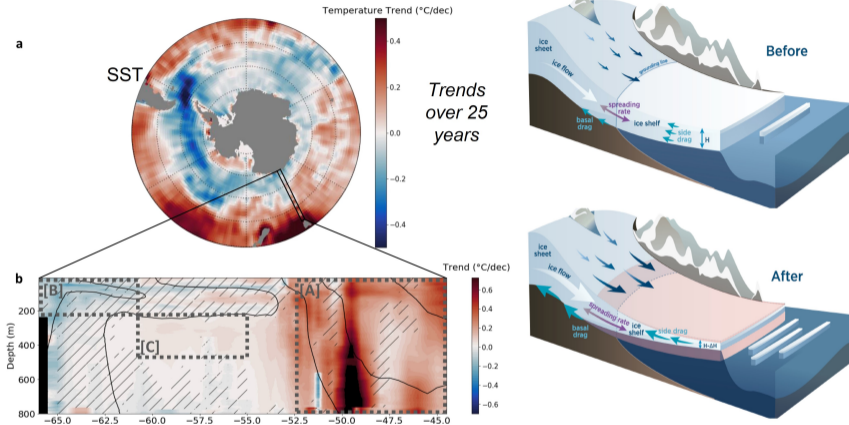 Temperature Trend (°C/dec)
a
SST
0.4
0.2
0.0
−0.2
−0.4
Trends
over 25
years
b
[B]
[A]
[C]
Depth (m)
200
400
600
800
−65.0
−62.5
−60.0
−57.5
−55.0
−52.5
−50.0
−47.5
−45.0
Trend (°C/dec)
0.6
0.4
0.2
0.0
−0.2
−0.4
−0.6
Before
ice
sheet
ice flow
grounding line
spreading
rate
basal
drag
ice shelf
side
drag
H
After
ice
sheet
ice flow
spreading rate
basal
drag
ice
shelf
side drag
H-ΔH